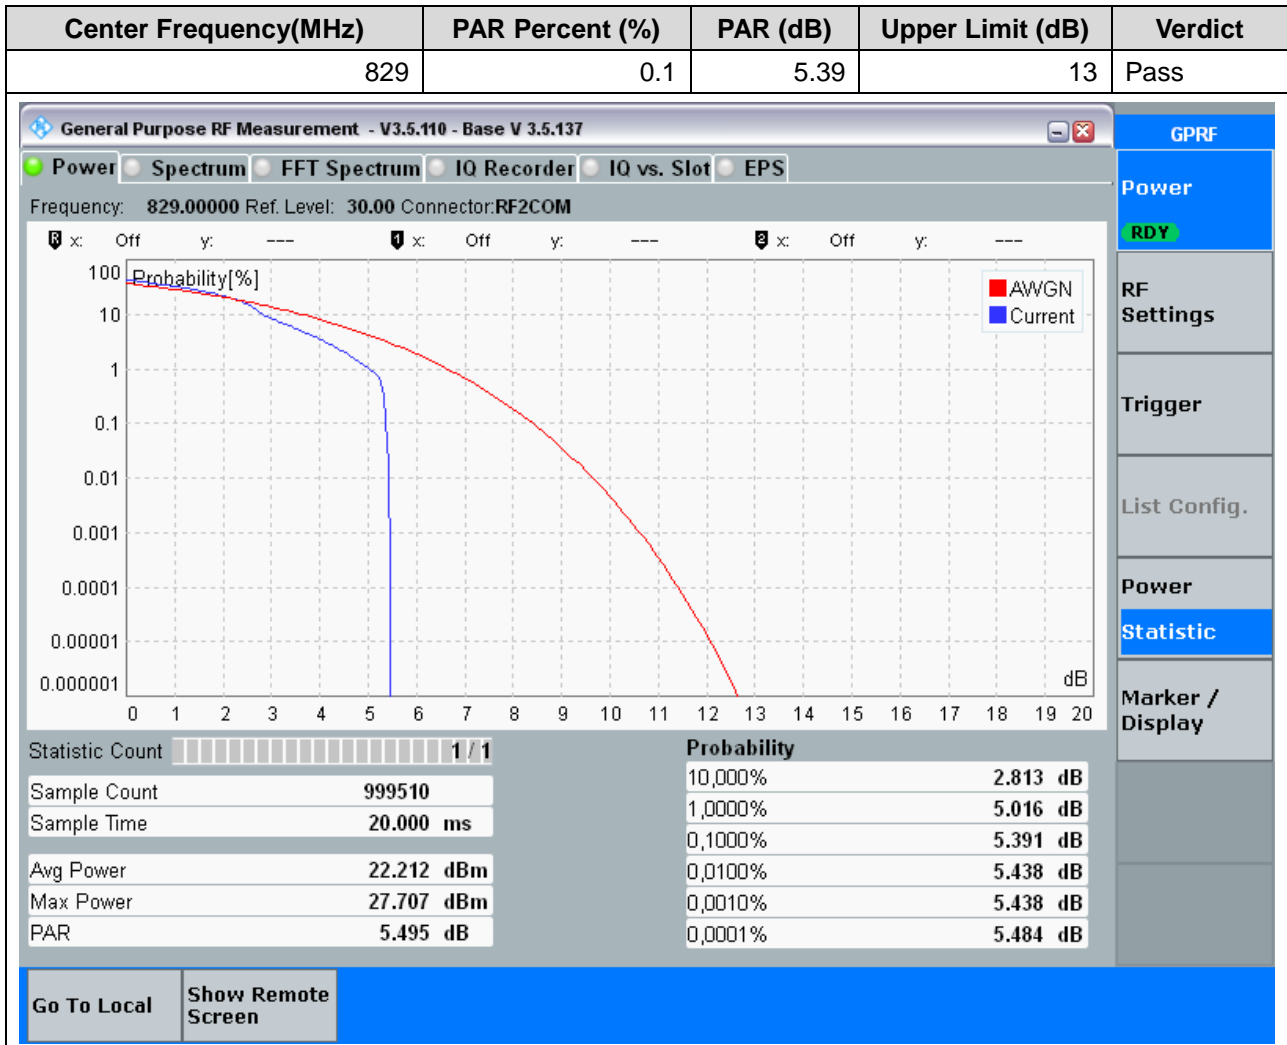 Center Frequency(MHz) PAR Percent (%) PAR (dB) Upper Limit (dB) Verdict
829 0.1 5.39 13 Pass
General Purpose RF Measurement - V3.5.110 - Base V 3.5.137
GPRF
Power Spectrum FFT Spectrum IQ Recorder IQ vs. Slot EPS
Frequency: 829.00000 Ref. Level: 30.00 Connector:RF2COM
R x: Off y: --- 1 x: Off y: --- 2 x: Off y: ---
Probability[%]
100
10
1
0.1
0.01
0.001
0.0001
0.00001
0.000001
AWGN
Current
dB
0 1 2 3 4 5 6 7 8 9 10 11 12 13 14 15 16 17 18 19 20
Statistic Count 1 / 1
Sample Count 999510
Sample Time 20.000 ms
Avg Power 22.212 dBm
Max Power 27.707 dBm
PAR 5.495 dB
Probability
10,000% 2.813 dB
1,0000% 5.016 dB
0,1000% 5.391 dB
0,0100% 5.438 dB
0,0010% 5.438 dB
0,0001% 5.484 dB
Power
RDY
RF
Settings
Trigger
List Config.
Power
Statistic
Marker /
Display
Go To Local
Show Remote
Screen